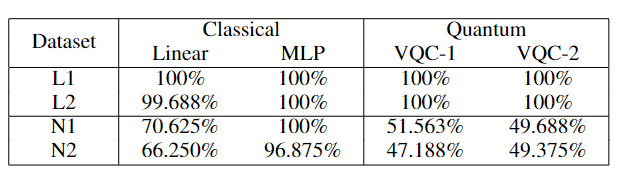 Dataset Classical Quantum
Linear MLP VQC-1 VQC-2
L1 100% 100% 100% 100%
L2 99.688% 100% 100% 100%
N1 70.625% 100% 51.563% 49.688%
N2 66.250% 96.875% 47.188% 49.375%